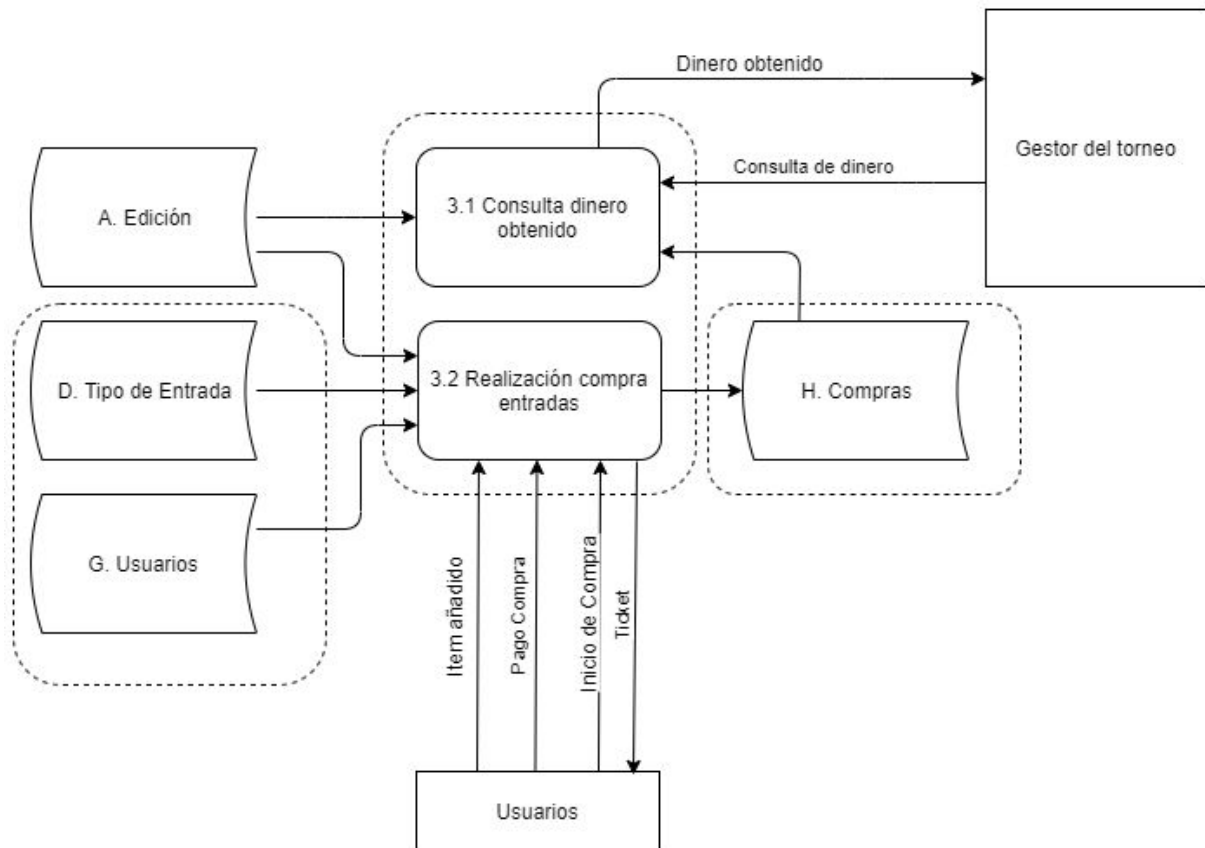 Dinero obtenido
Gestor del torneo
Consulta de dinero
A. Edición
3.1 Consulta dinero
obtenido
D. Tipo de Entrada
3.2 Realización compra
entradas
H. Compras
G. Usuarios
Item añadido
Pago Compra
Inicio de Compra
Ticket
Usuarios